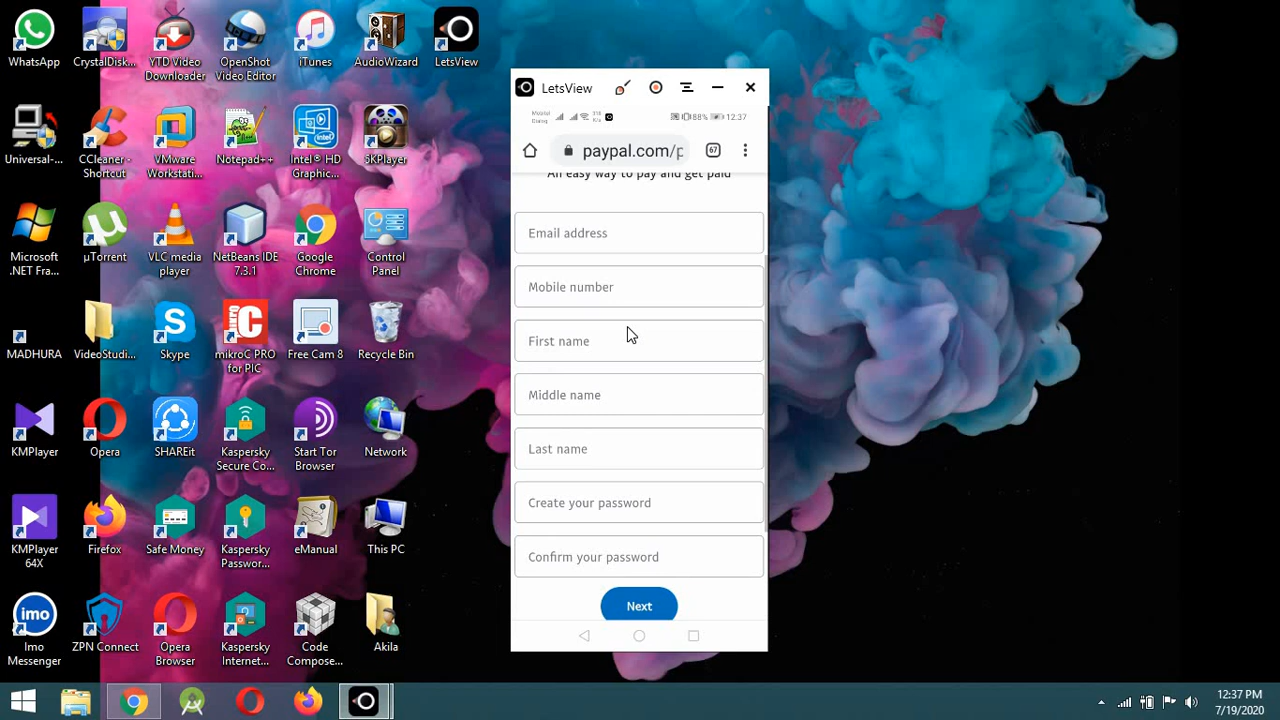 WhatsApp
CrystalDisk...
YTD Video
Downloader
OpenShot
Video Editor
iTunes
AudioWizard
LetsView
Universal-...
CCleaner -
Shortcut
VMware
Workstati...
Notepad++
Intel® HD
Graphic...
5KPlayer
Microsoft
.NET Fra...
µTorrent
VLC media
player
NetBeans IDE
7.3.1
Google
Chrome
Control
Panel
MADHURA
VideoStudi...
Skype
mikroC PRO
for PIC
Free Cam 8
Recycle Bin
KMPlayer
Opera
SHAREit
Kaspersky
Secure Co...
Start Tor
Browser
Network
KMPlayer
64X
Firefox
Safe Money
Kaspersky
Passwor...
eManual
This PC
Imo
Messenger
ZPN Connect
Opera
Browser
Kaspersky
Internet...
Code
Compose...
Akila
LetsView
88% 12:37
paypal.com/p
67
An easy way to pay and get paid
Email address
Mobile number
First name
Middle name
Last name
Create your password
Confirm your password
Next
12:37 PM
7/19/2020